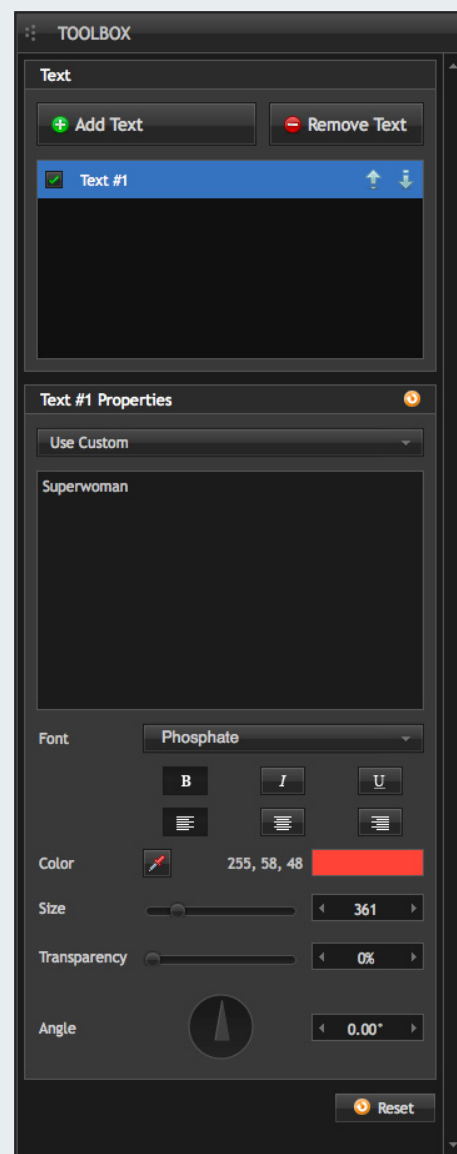 TOOLBOX
Text
Add Text Remove Text
Text #1
Text #1 Properties
Use Custom
Superwoman
Font Phosphate
B I U
Color 255, 58, 48
Size 361
Transparency 0%
Angle 0.00°
Reset